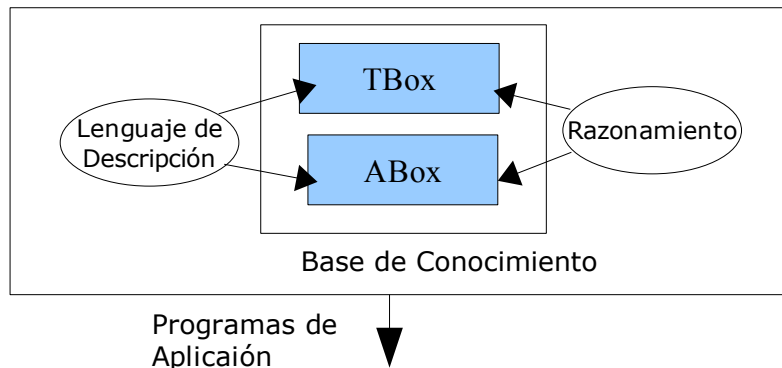 TBox
Lenguaje de
Descripción
Razonamiento
ABox
Base de Conocimiento
Programas de
Aplicaión